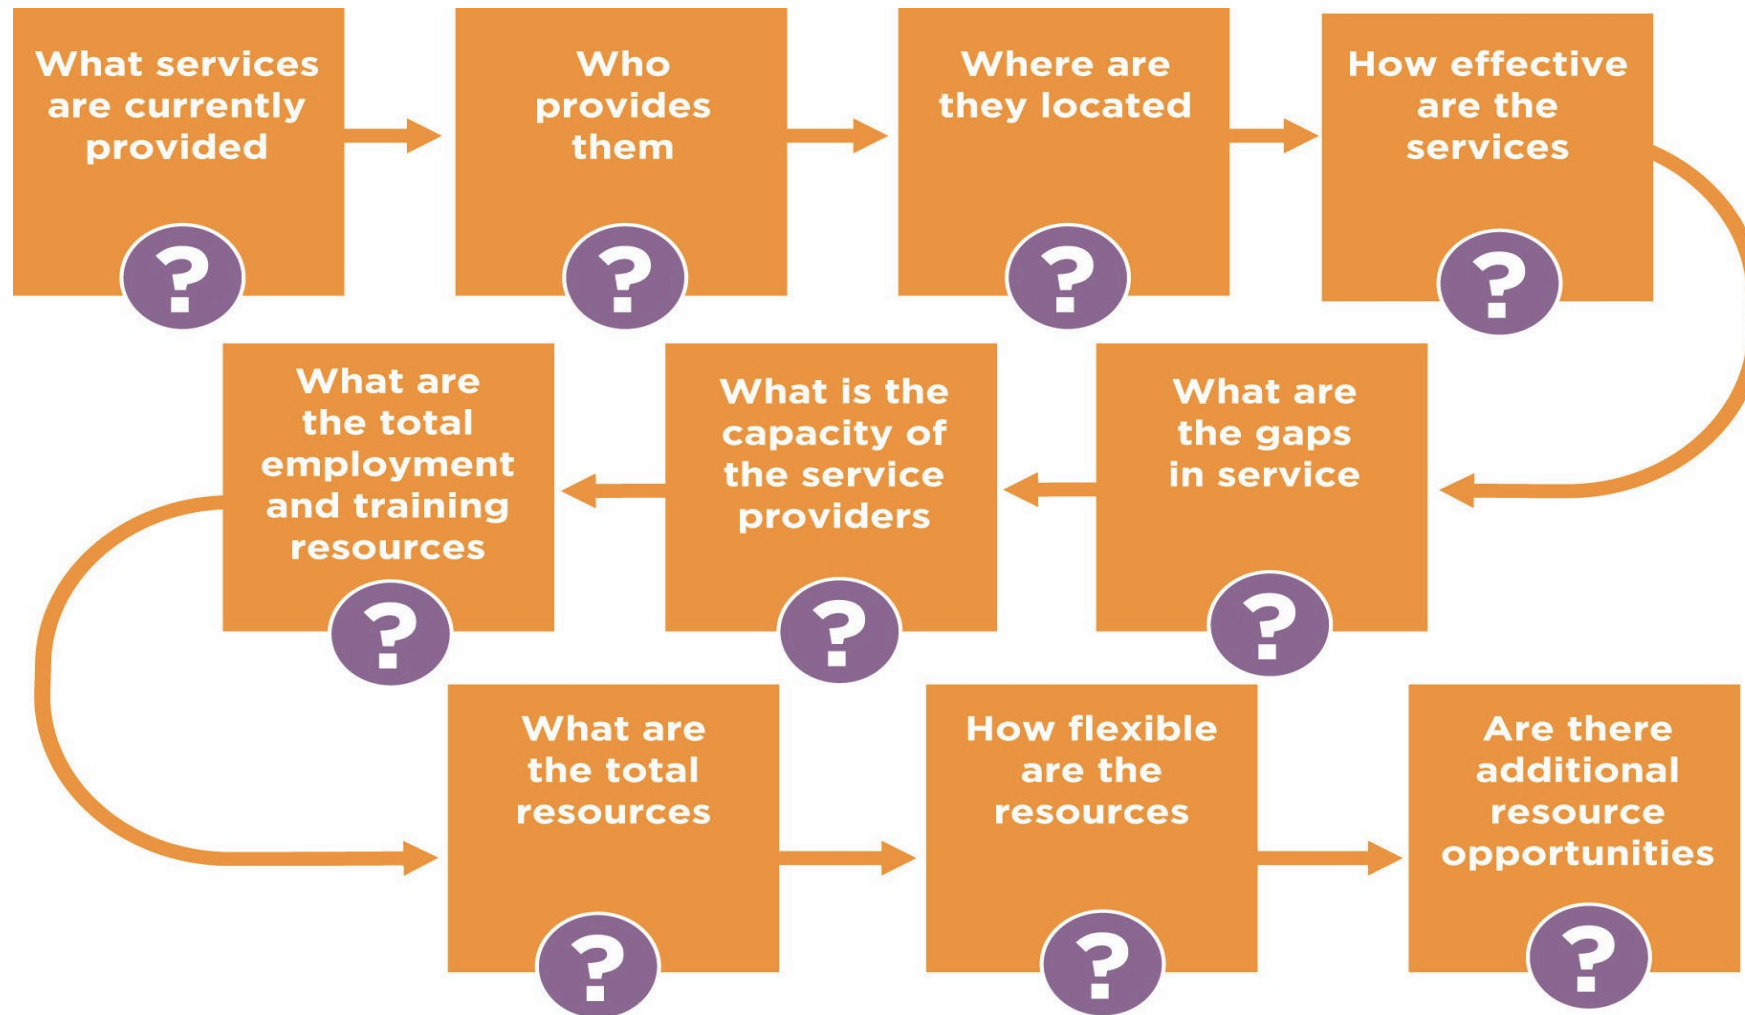 What services
are currently
provided
?
Who
provides
them
?
Where are
they located
?
How effective
are the
services
?
What are
the gaps
in service
?
What is the
capacity of
the service
providers
?
What are
the total
employment
and training
resources
?
What are
the total
resources
?
How flexible
are the
resources
?
Are there
additional
resource
opportunities
?